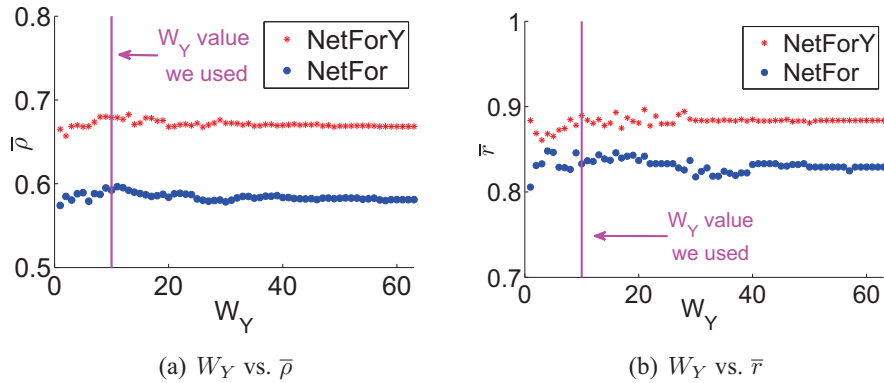 0.8
0.7
0.6
0.5
ρ̅
W_Y value
we used
NetForY
NetFor
0 20 40 60
W_Y
(a) W_Y vs. ρ̅
1
0.9
0.8
0.7
r̅
NetForY
NetFor
W_Y value
we used
0 20 40 60
W_Y
(b) W_Y vs. r̅